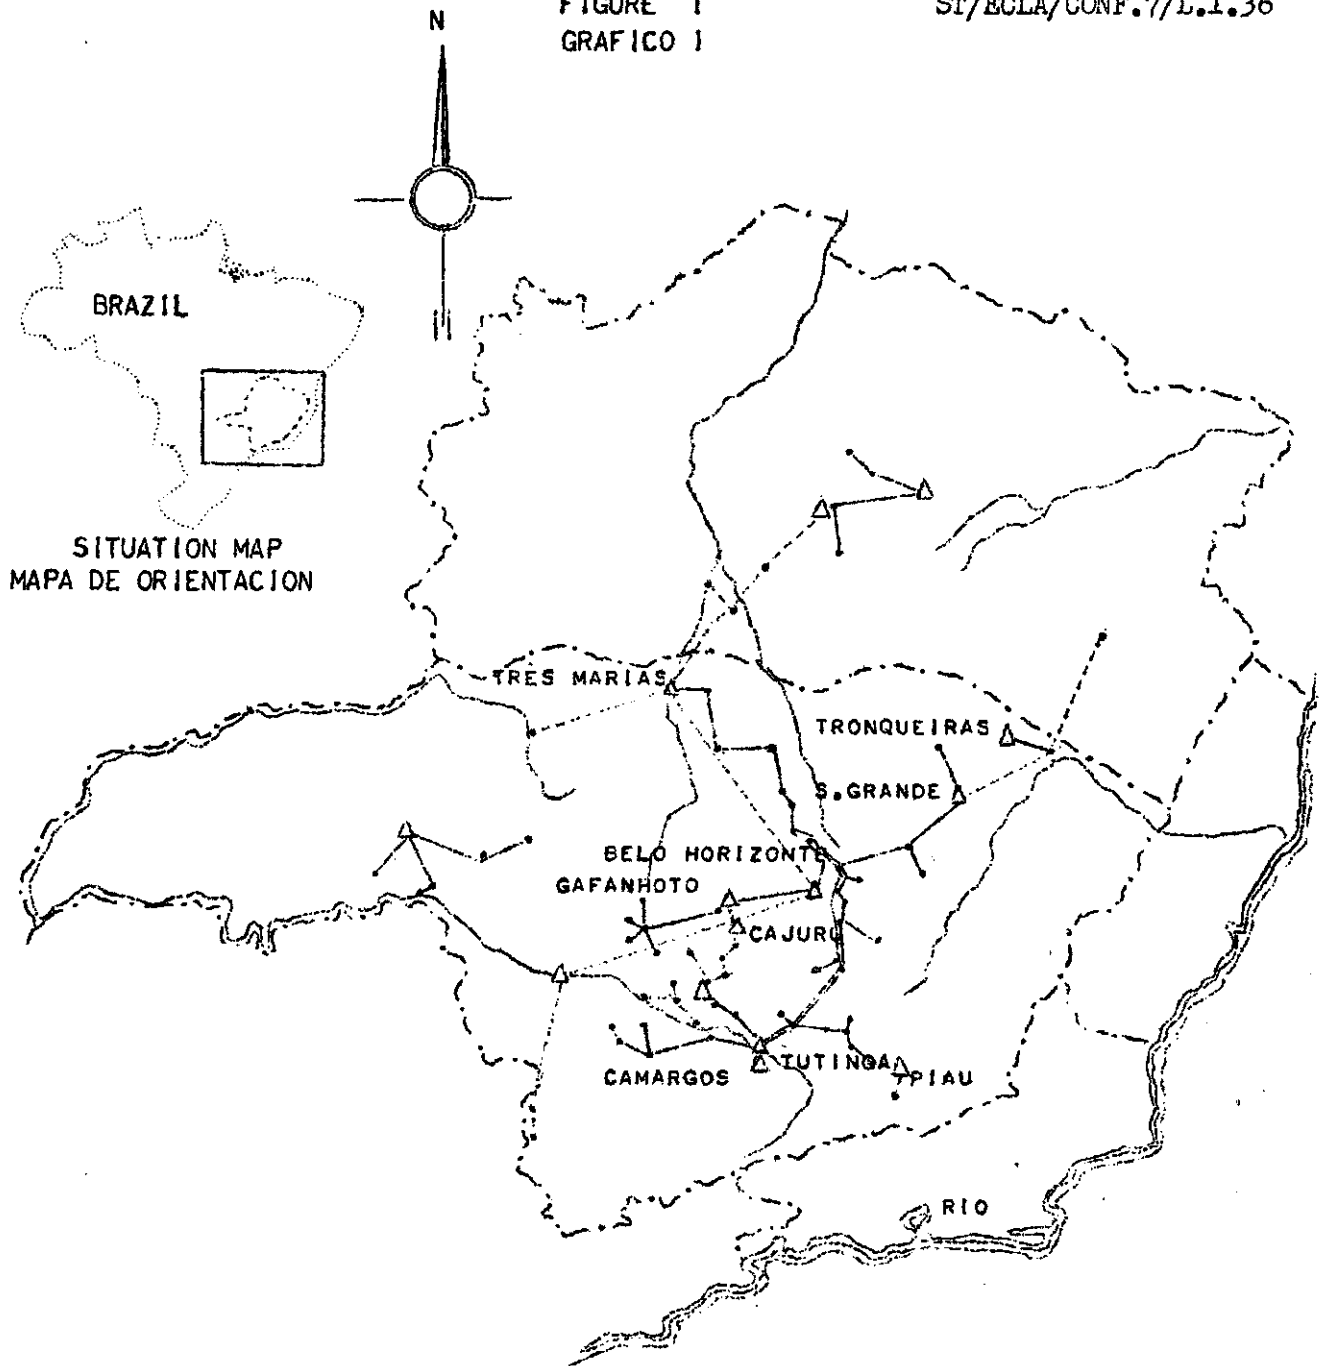 FIGURE 1
ST/ECLA/CONF.7/L.1.36
GRAFICO 1
N
BRAZIL
SITUATION MAP
MAPA DE ORIENTACION
TRES MARIAS
TRONQUEIRAS
S.GRANDE
BELO HORIZONTE
GAFANHOTO
CAJURU
TUTINGA
CAMARGOS
PIAU
RIO